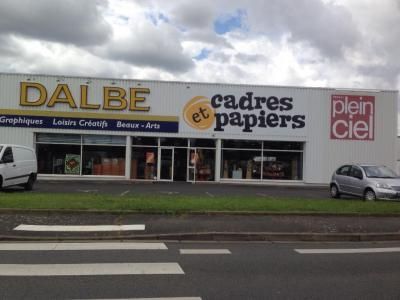 DALBE
Graphiques Loisirs Créatifs Beaux - Arts
cadres
et papiers
plein
ciel